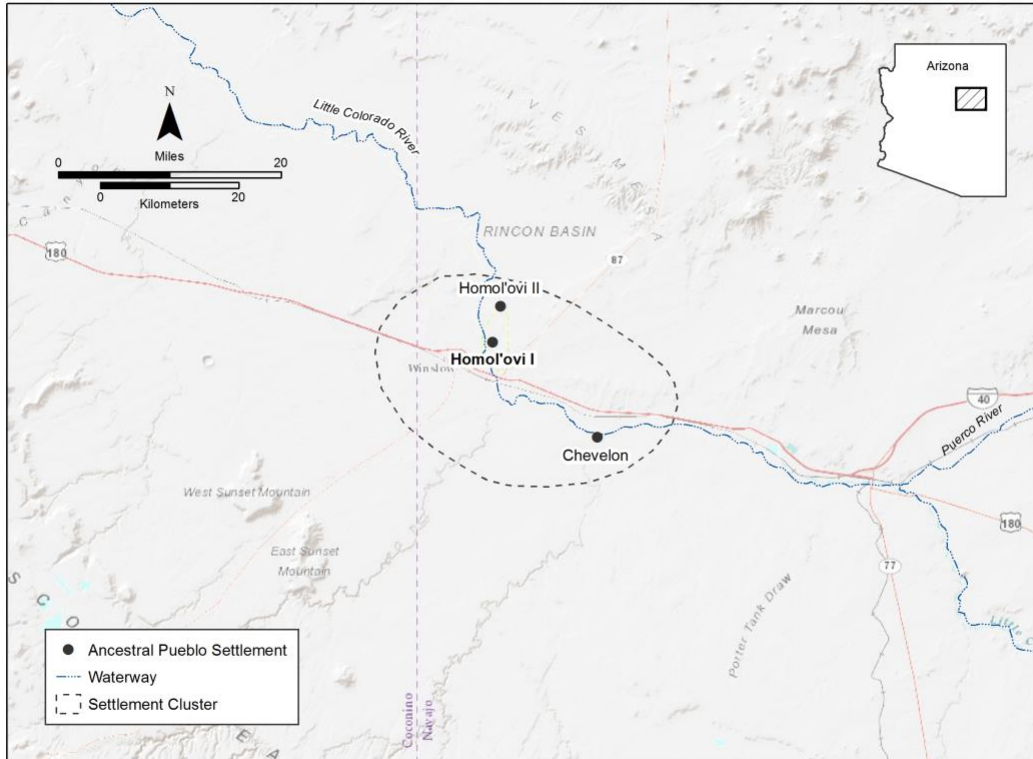 Arizona
N
Miles
0 20
0 20
Kilometers
Little Colorado River
I V E S M E S A
RINCON BASIN
180
87
Homol'ovi II
Homol'ovi I
Winslow
Marcou
Mesa
40
Puerco River
Chevelon
180
77
West Sunset Mountain
East Sunset
Mountain
Porter Tank Draw
Little C
S C O
E A
Coconino
Navajo
Ancestral Pueblo Settlement
Waterway
Settlement Cluster